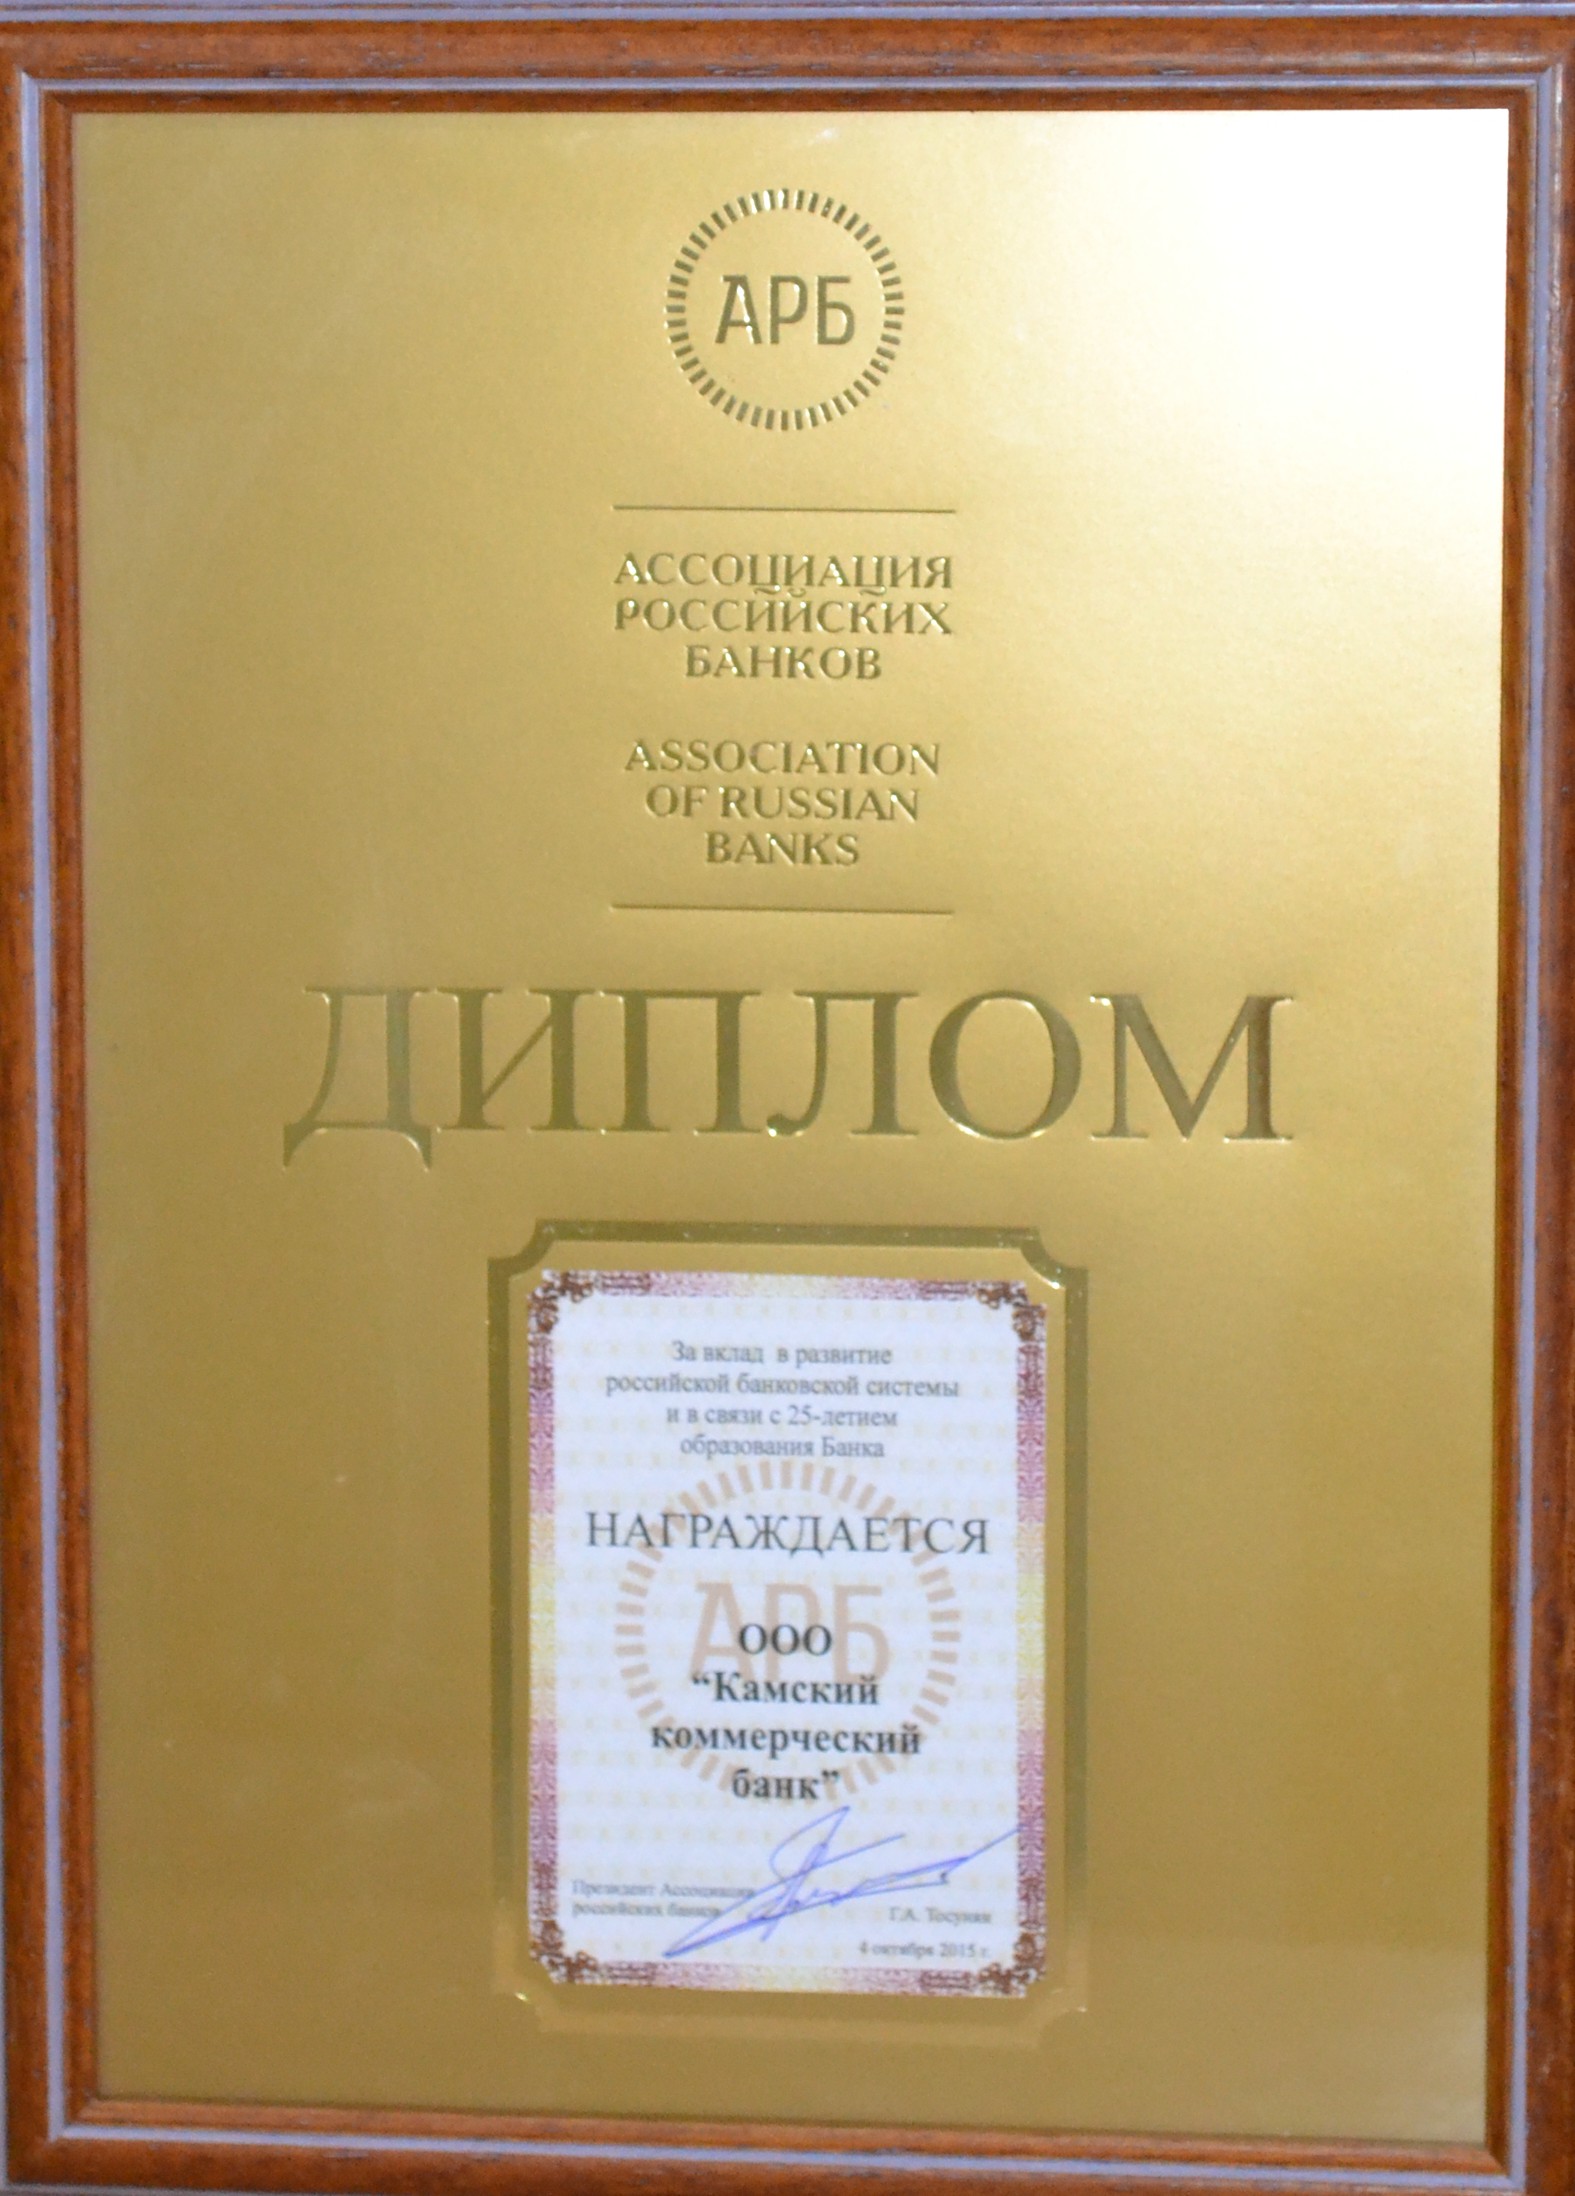 АРБ
АССОЦИАЦИЯ
РОССИЙСКИХ
БАНКОВ
ASSOCIATION
OF RUSSIAN
BANKS
ДИПЛОМ
За вклад в развитие
российской банковской системы
и в связи с 25-летием
образования Банка
НАГРАЖДАЕТСЯ
АРБ
ООО
“Камский
коммерческий
банк”
Президент Ассоциации
российских банков
Г.А. Тосунян
4 октября 2015 г.